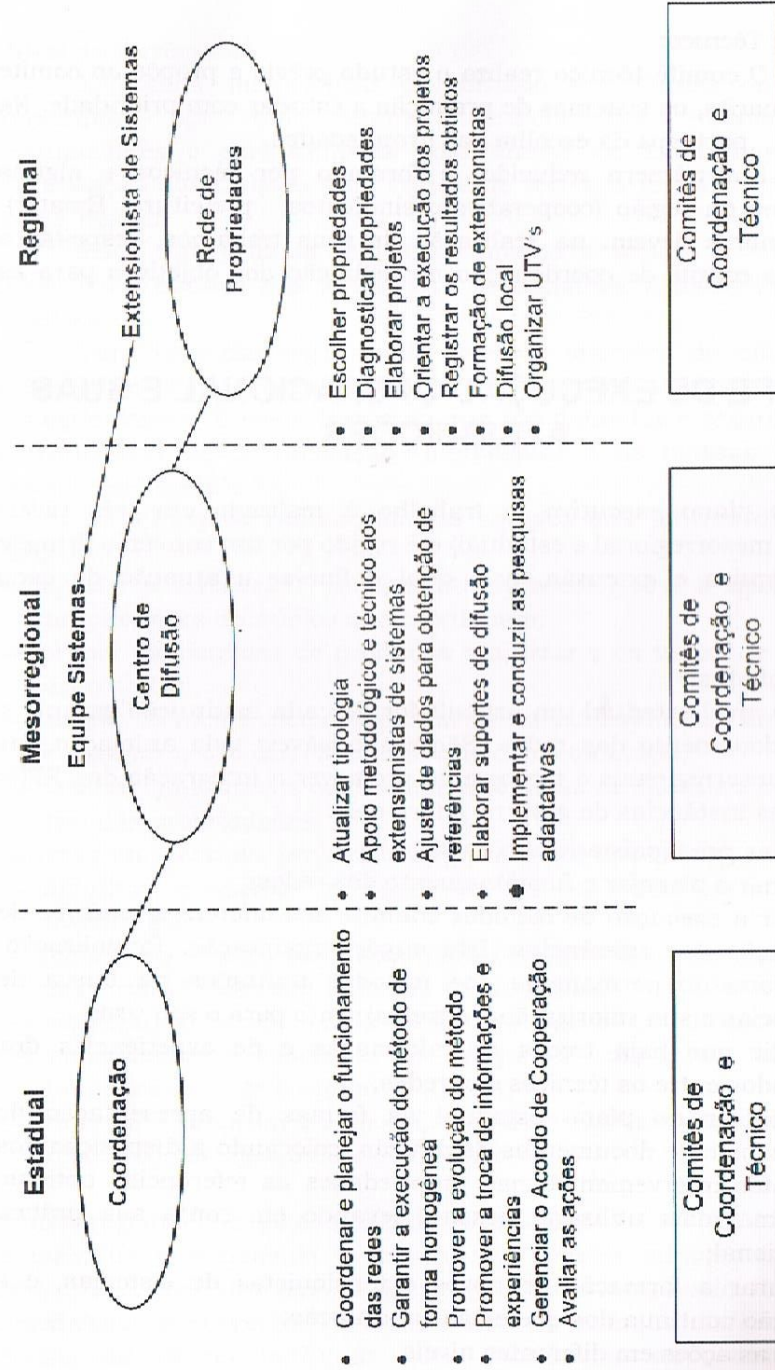 Estadual
Coordenação
• Coordenar e planejar o funcionamento
das redes
• Garantir a execução do método de
forma homogênea
• Promover a evolução do método
• Promover a troca de informações e
experiências
• Gerenciar o Acordo de Cooperação
• Avaliar as ações
Comitês de
Coordenação e
Técnico
Mesorregional
Equipe Sistemas
Centro de
Difusão
• Atualizar tipologia
• Apoio metodológico e técnico aos
extensionistas de sistemas
• Ajuste de dados para obtenção de
referências
• Elaborar suportes de difusão
• Implementar e conduzir as pesquisas
adaptativas
Comitês de
Coordenação e
Técnico
Regional
Extensionista de Sistemas
Rede de
Propriedades
• Escolher propriedades
• Diagnosticar propriedades
• Elaborar projetos
• Orientar a execução dos projetos
• Registrar os resultados obtidos
• Formação de extensionistas
• Difusão local
• Organizar UTV's
Comitês de
Coordenação e
Técnico